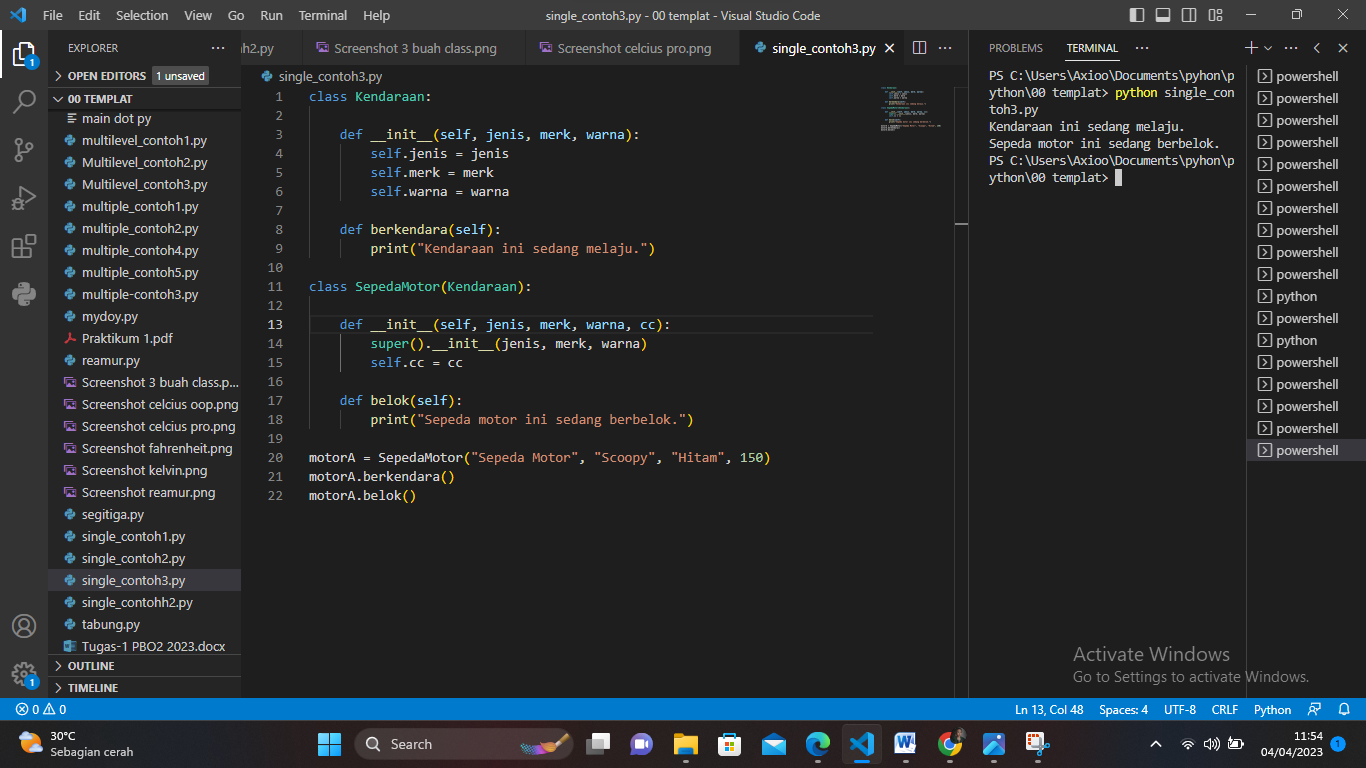 File Edit Selection View Go Run Terminal Help
single_contoh3.py - 00 templat - Visual Studio Code
EXPLORER
OPEN EDITORS 1 unsaved
00 TEMPLAT
main dot py
multilevel_contoh1.py
Multilevel_contoh2.py
Multilevel_contoh3.py
multiple_contoh1.py
multiple_contoh2.py
multiple_contoh4.py
multiple_contoh5.py
multiple-contoh3.py
mydoy.py
Praktikum 1.pdf
reamur.py
Screenshot 3 buah class.p...
Screenshot celcius oop.png
Screenshot celcius pro.png
Screenshot fahrenheit.png
Screenshot kelvin.png
Screenshot reamur.png
segitiga.py
single_contoh1.py
single_contoh2.py
single_contoh3.py
single_contohh2.py
tabung.py
Tugas-1 PBO2 2023.docx
OUTLINE
TIMELINE
1
1
h2.py Screenshot 3 buah class.png Screenshot celcius pro.png single_contoh3.py
single_contoh3.py
1 class Kendaraan:
2
3 def __init__(self, jenis, merk, warna):
4 self.jenis = jenis
5 self.merk = merk
6 self.warna = warna
7
8 def berkendara(self):
9 print("Kendaraan ini sedang melaju.")
10
11 class SepedaMotor(Kendaraan):
12
13 def __init__(self, jenis, merk, warna, cc):
14 super().__init__(jenis, merk, warna)
15 self.cc = cc
16
17 def belok(self):
18 print("Sepeda motor ini sedang berbelok.")
19
20 motorA = SepedaMotor("Sepeda Motor", "Scoopy", "Hitam", 150)
21 motorA.berkendara()
22 motorA.belok()
PROBLEMS TERMINAL
PS C:\Users\Axioo\Documents\pyhon\p
ython\00 templat> python single_con
toh3.py
Kendaraan ini sedang melaju.
Sepeda motor ini sedang berbelok.
PS C:\Users\Axioo\Documents\pyhon\p
ython\00 templat>
powershell
powershell
powershell
powershell
powershell
powershell
powershell
powershell
powershell
powershell
python
powershell
python
powershell
powershell
powershell
powershell
powershell
Activate Windows
Go to Settings to activate Windows.
0 0
Ln 13, Col 48 Spaces: 4 UTF-8 CRLF Python
30°C
Sebagian cerah
Search
11:54
04/04/2023
1